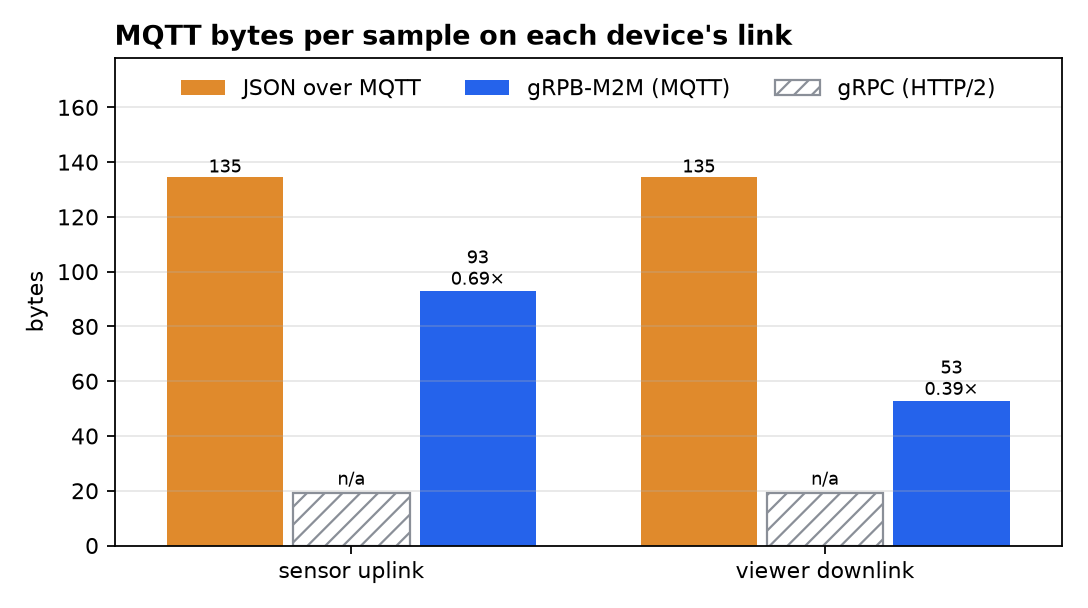 MQTT bytes per sample on each device's link
JSON over MQTT
gRPB-M2M (MQTT)
gRPC (HTTP/2)
bytes
160
140
120
100
80
60
40
20
0
135
n/a
93
0.69×
135
n/a
53
0.39×
sensor uplink
viewer downlink